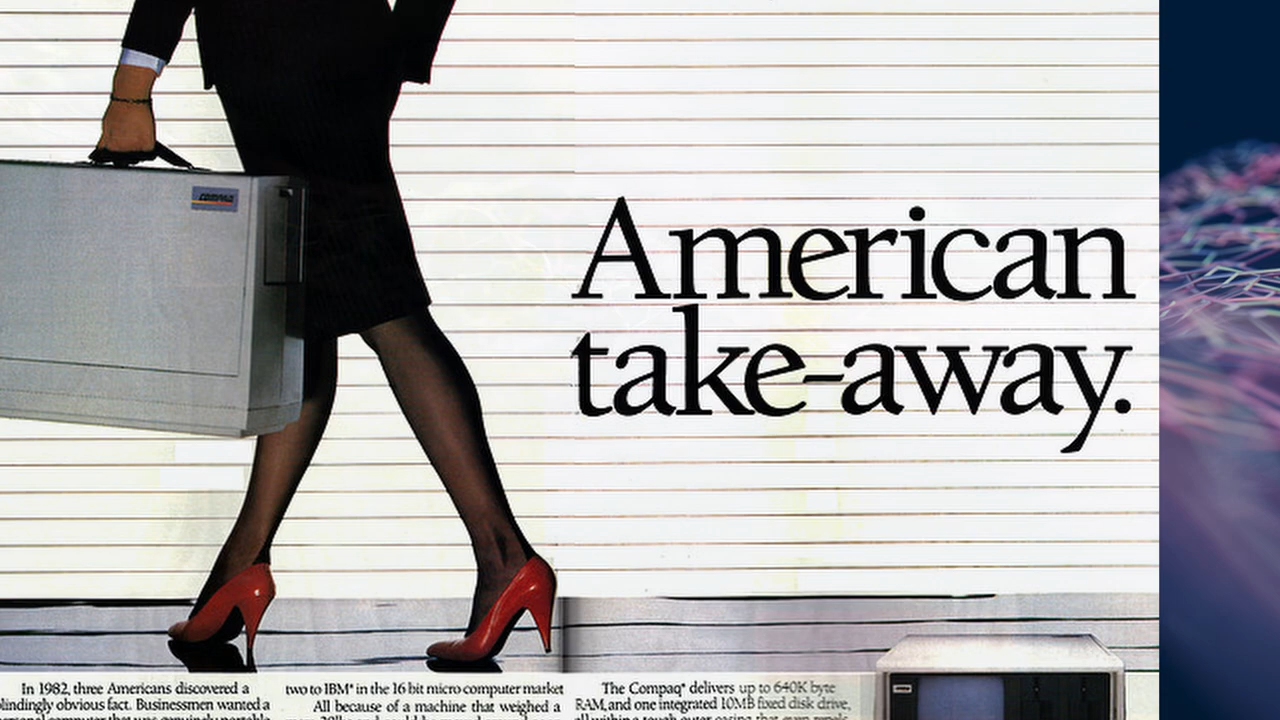 COMPAQ
American
take-away.
In 1982, three Americans discovered a
blindingly obvious fact. Businessmen wanted a
two to IBM® in the 16 bit micro computer market
All because of a machine that weighed a
The Compaq® delivers up to 640K byte
RAM, and one integrated 10MB fixed disk drive,